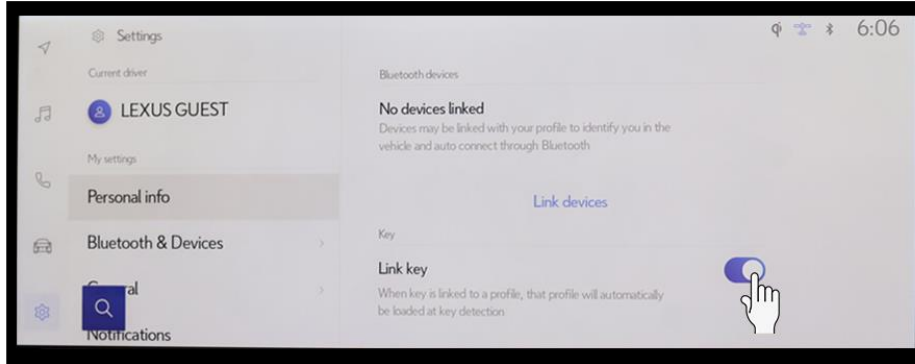 Settings
6:06
Current driver
LEXUS GUEST
My settings
Personal info
Bluetooth & Devices
General
Notifications
Bluetooth devices
No devices linked
Devices may be linked with your profile to identify you in the
vehicle and auto connect through Bluetooth
Link devices
Key
Link key
When key is linked to a profile, that profile will automatically
be loaded at key detection